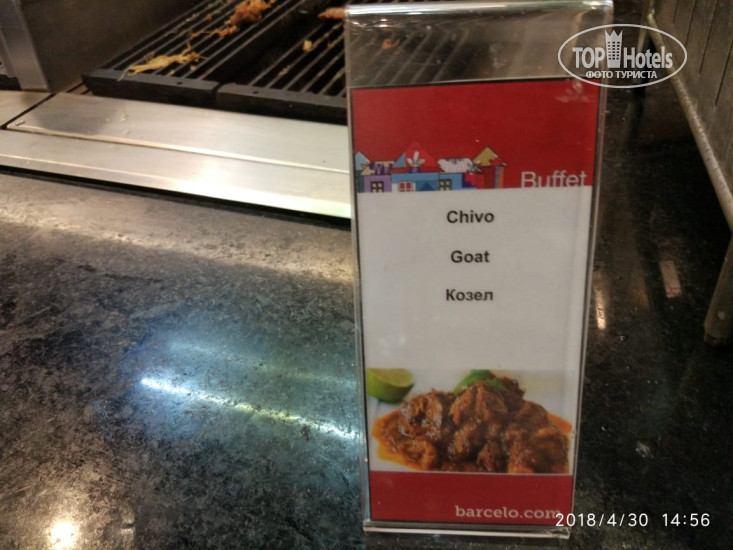 TOP Hotels
ФОТО ТУРИСТА
Buffet
Chivo
Goat
Козел
barcelo.com
2018/4/30 14:56